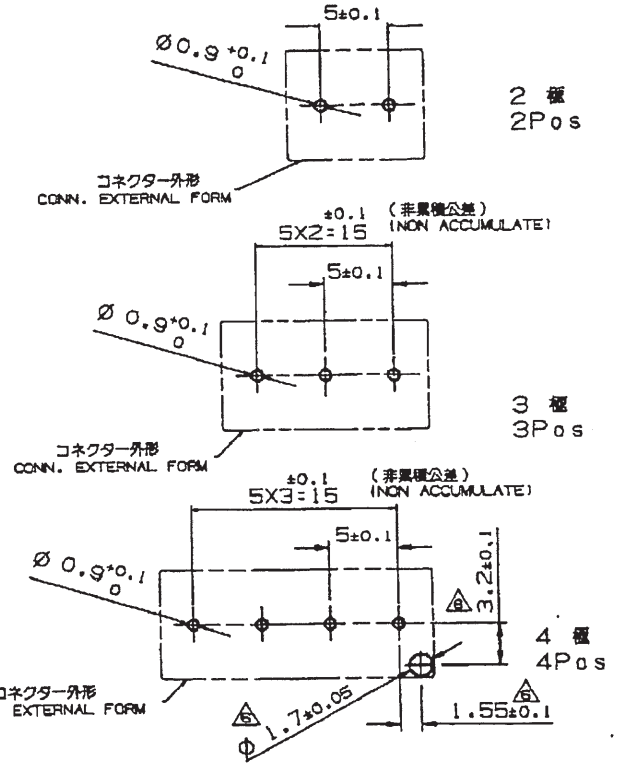 5±0.1
Ø0.9 +0.1
0
2 極
2Pos
コネクター外形
CONN. EXTERNAL FORM
±0.1 (非累積公差)
5X2=15 (NON ACCUMULATE)
5±0.1
Ø 0.9+0.1
0
3 極
3Pos
コネクター外形
CONN. EXTERNAL FORM
±0.1 (非累積公差)
5X3=15 (NON ACCUMULATE)
5±0.1
3.2±0.1
Ø 0.9+0.1
0
4 極
4Pos
コネクター外形
EXTERNAL FORM
6
Φ 1.7±0.05
6
1.55±0.1